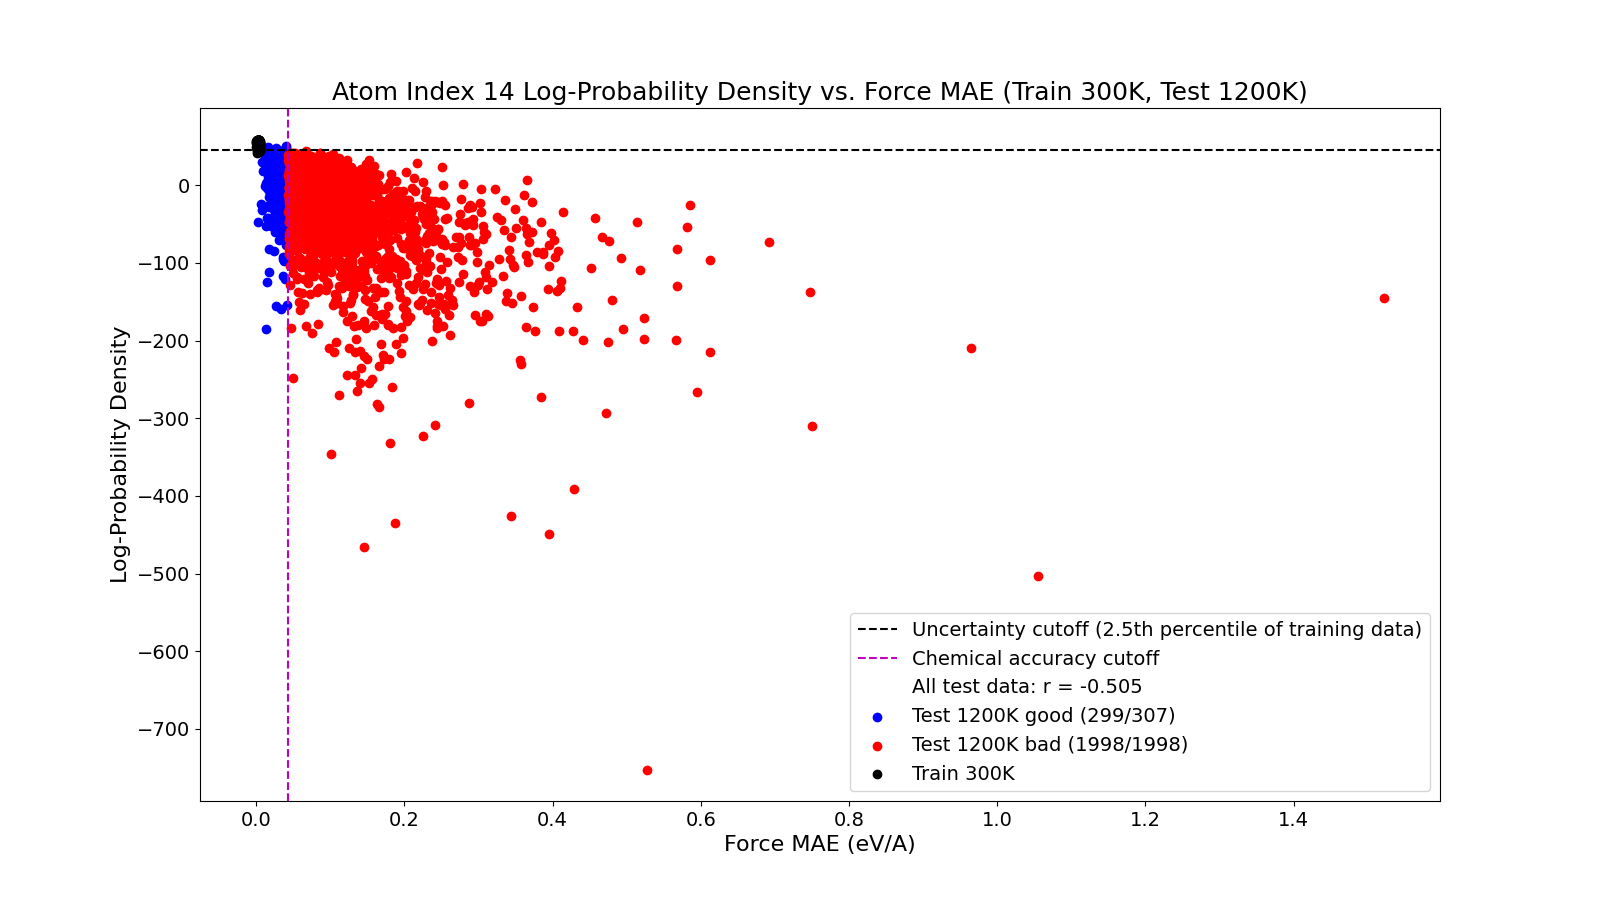 Atom Index 14 Log-Probability Density vs. Force MAE (Train 300K, Test 1200K)
Log-Probability Density
0
−100
−200
−300
−400
−500
−600
−700
Uncertainty cutoff (2.5th percentile of training data)
Chemical accuracy cutoff
All test data: r = -0.505
Test 1200K good (299/307)
Test 1200K bad (1998/1998)
Train 300K
0.0 0.2 0.4 0.6 0.8 1.0 1.2 1.4
Force MAE (eV/A)